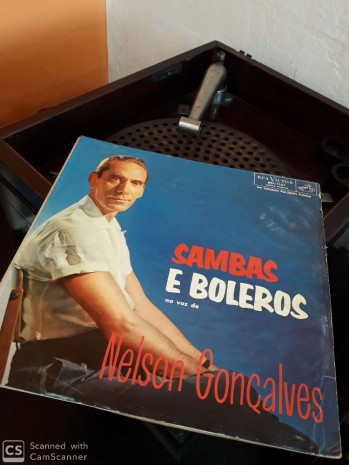 RCA VICTOR
SAMBAS
E BOLEROS
na voz de
Nelson Gonçalves
CS
Scanned with
CamScanner